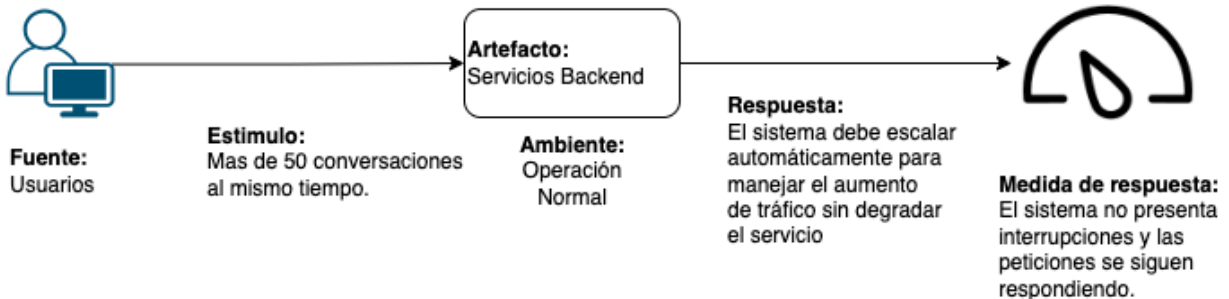 Fuente:
Usuarios
Estimulo:
Mas de 50 conversaciones
al mismo tiempo.
Artefacto:
Servicios Backend
Ambiente:
Operación
Normal
Respuesta:
El sistema debe escalar
automáticamente para
manejar el aumento
de tráfico sin degradar
el servicio
Medida de respuesta:
El sistema no presenta
interrupciones y las
peticiones se siguen
respondiendo.